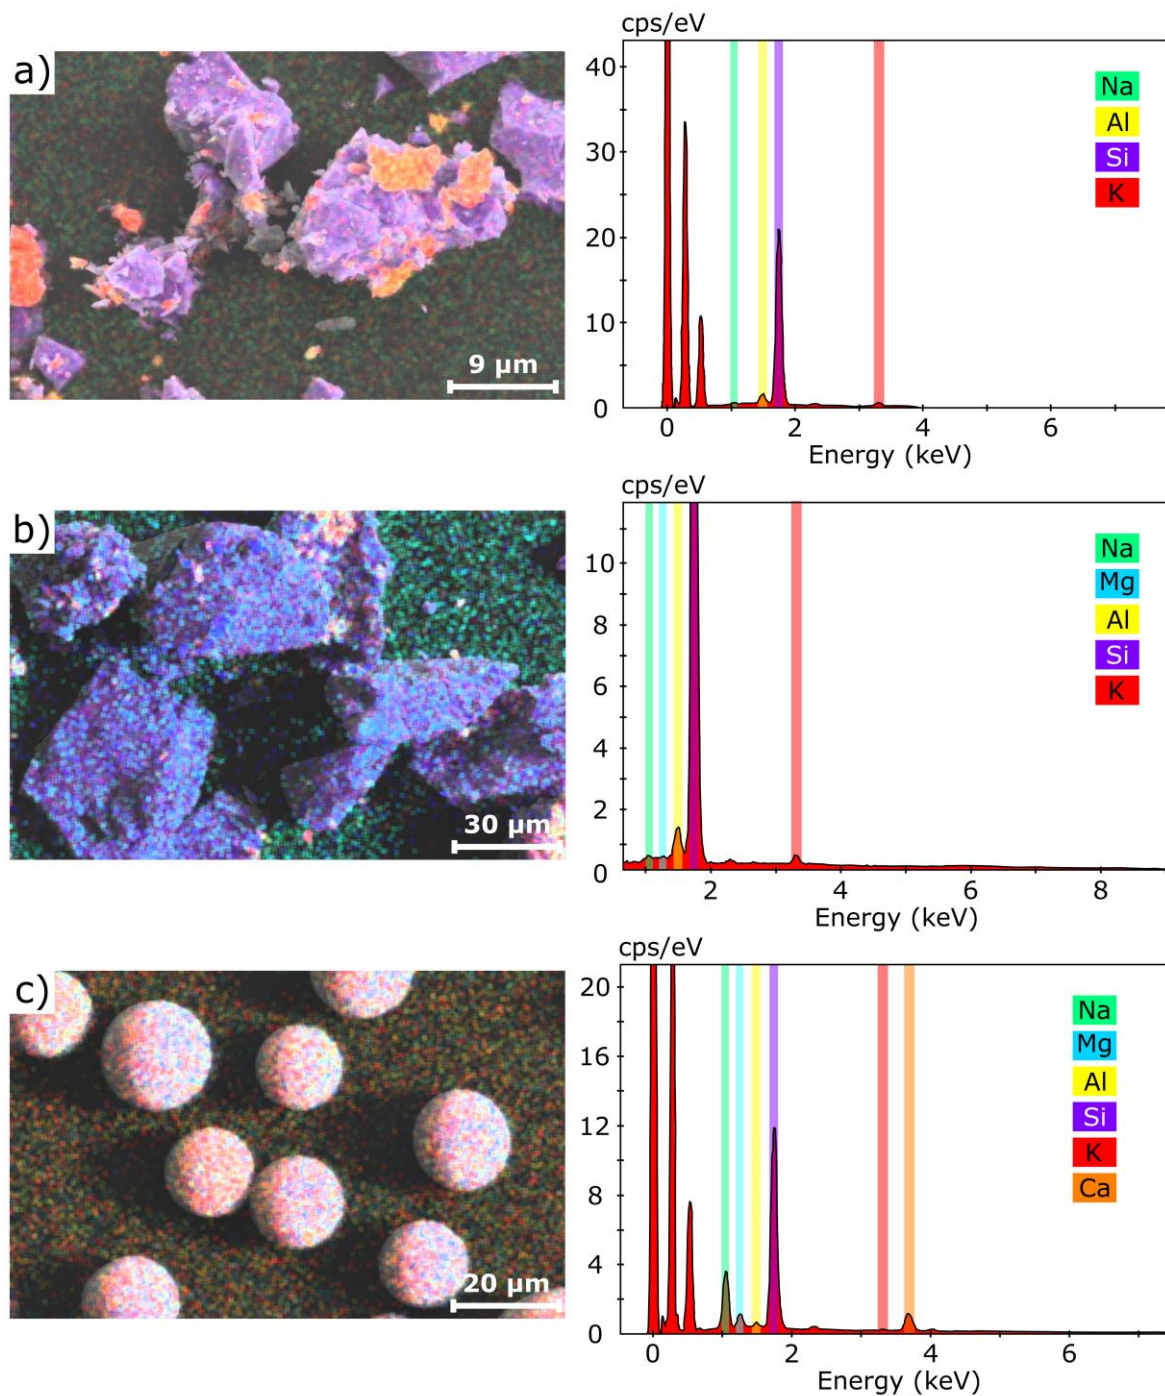 a)
9 μm
cps/eV
40
30
20
10
0
0 2 4 6
Energy (keV)
Na
Al
Si
K
b)
30 μm
cps/eV
10
8
6
4
2
0
2 4 6 8
Energy (keV)
Na
Mg
Al
Si
K
c)
20 μm
cps/eV
20
16
12
8
4
0
0 2 4 6
Energy (keV)
Na
Mg
Al
Si
K
Ca